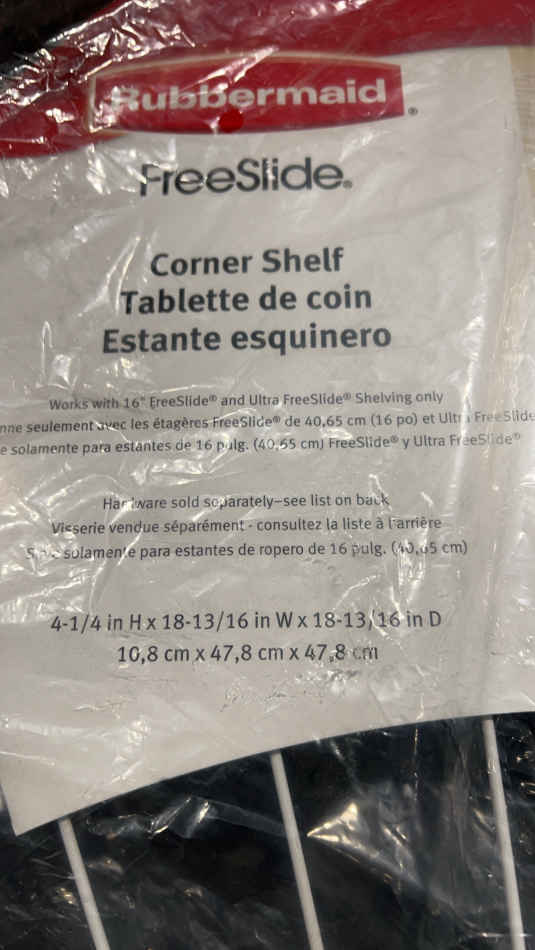 Rubbermaid®
FreeSlide®
Corner Shelf
Tablette de coin
Estante esquinero
Works with 16" FreeSlide® and Ultra FreeSlide® Shelving only
nne seulement avec les étagères FreeSlide® de 40,65 cm (16 po) et Ultra FreeSlide
e solamente para estantes de 16 pulg. (40,65 cm) FreeSlide® y Ultra FreeSlide®
Hardware sold separately–see list on back
Visserie vendue séparément - consultez la liste à l'arrière
solamente para estantes de ropero de 16 pulg. (40,65 cm)
4-1/4 in H x 18-13/16 in W x 18-13/16 in D
10,8 cm x 47,8 cm x 47,8 cm